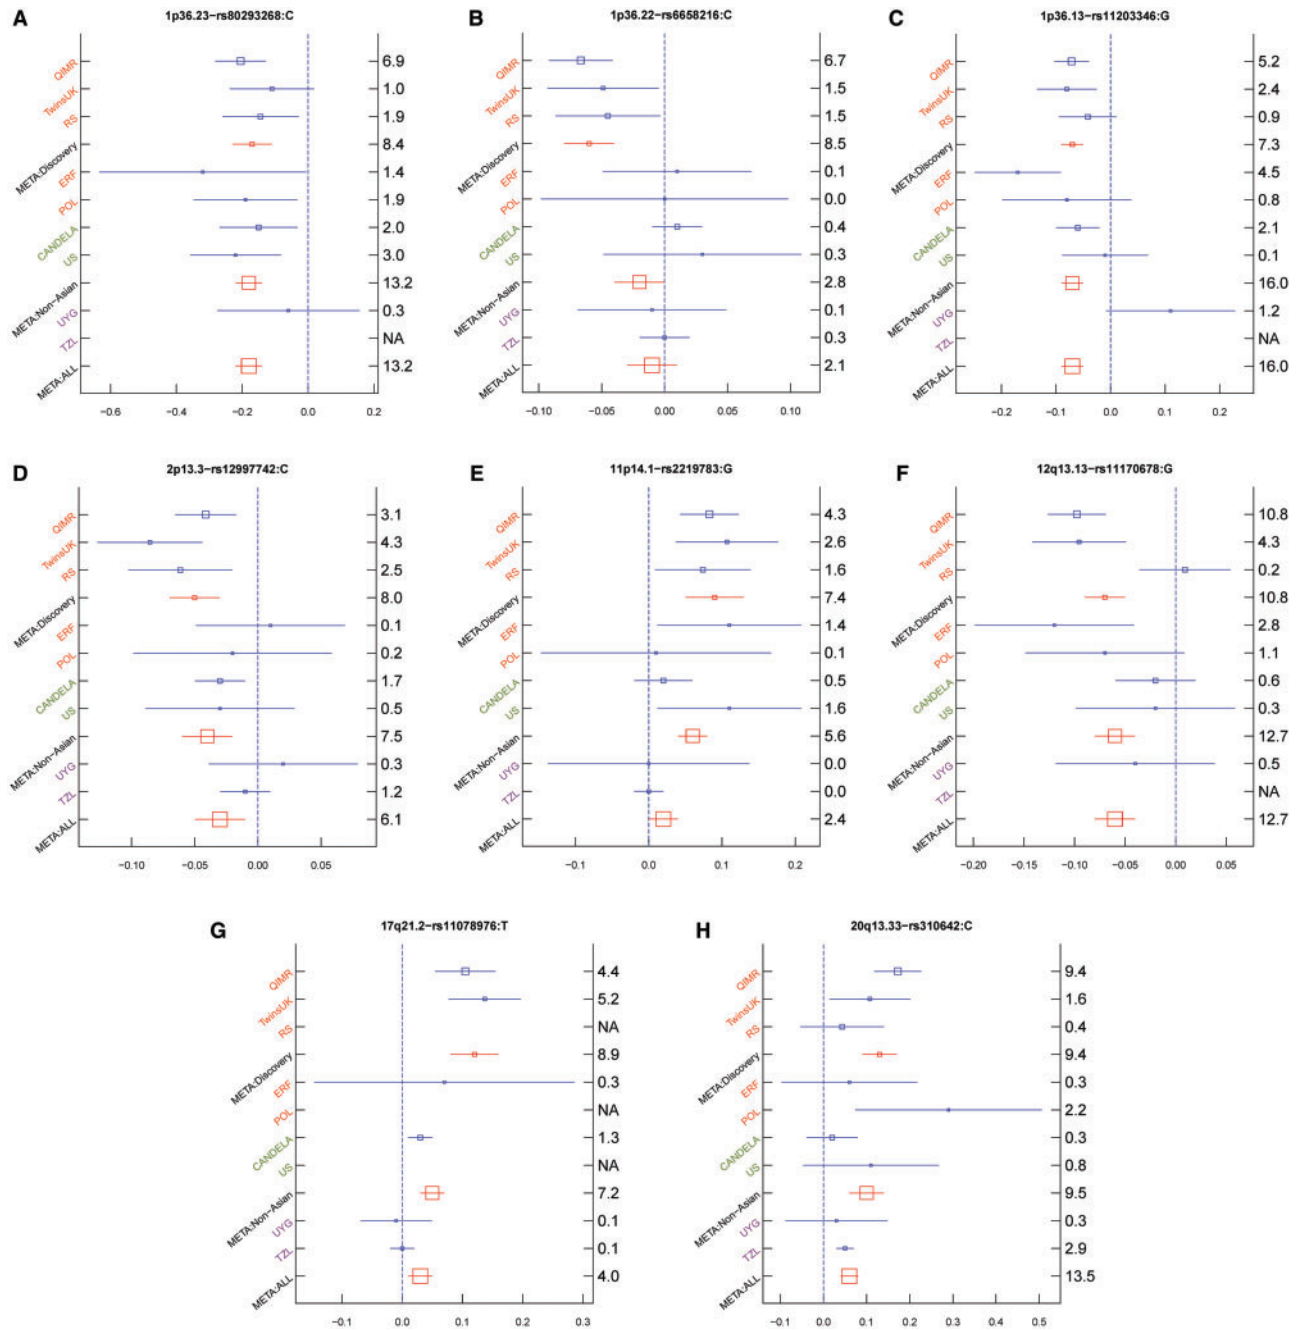 A
1p36.23−rs80293268:C
QIMR
6.9
TwinsUK
1.0
RS
1.9
META:Discovery
8.4
ERF
1.4
POL
1.9
CANDELA
2.0
US
3.0
META:Non−Asian
13.2
UYG
0.3
TZL
NA
META:ALL
13.2
−0.6 −0.4 −0.2 0.0 0.2
B
1p36.22−rs6658216:C
QIMR
6.7
TwinsUK
1.5
RS
1.5
META:Discovery
8.5
ERF
0.1
POL
0.0
CANDELA
0.4
US
0.3
META:Non−Asian
2.8
UYG
0.1
TZL
0.3
META:ALL
2.1
−0.10 −0.05 0.00 0.05 0.10
C
1p36.13−rs11203346:G
QIMR
5.2
TwinsUK
2.4
RS
0.9
META:Discovery
7.3
ERF
4.5
POL
0.8
CANDELA
2.1
US
0.1
META:Non−Asian
16.0
UYG
1.2
TZL
NA
META:ALL
16.0
−0.2 −0.1 0.0 0.1 0.2
D
2p13.3−rs12997742:C
QIMR
3.1
TwinsUK
4.3
RS
2.5
META:Discovery
8.0
ERF
0.1
POL
0.2
CANDELA
1.7
US
0.5
META:Non−Asian
7.5
UYG
0.3
TZL
1.2
META:ALL
6.1
−0.10 −0.05 0.00 0.05
E
11p14.1−rs2219783:G
QIMR
4.3
TwinsUK
2.6
RS
1.6
META:Discovery
7.4
ERF
1.4
POL
0.1
CANDELA
0.5
US
1.6
META:Non−Asian
5.6
UYG
0.0
TZL
0.0
META:ALL
2.4
−0.1 0.0 0.1 0.2
F
12q13.13−rs11170678:G
QIMR
10.8
TwinsUK
4.3
RS
0.2
META:Discovery
10.8
ERF
2.8
POL
1.1
CANDELA
0.6
US
0.3
META:Non−Asian
12.7
UYG
0.5
TZL
NA
META:ALL
12.7
−0.20 −0.15 −0.10 −0.05 0.00 0.05
G
17q21.2−rs11078976:T
QIMR
4.4
TwinsUK
5.2
RS
NA
META:Discovery
8.9
ERF
0.3
POL
NA
CANDELA
1.3
US
NA
META:Non−Asian
7.2
UYG
0.1
TZL
0.1
META:ALL
4.0
−0.1 0.0 0.1 0.2 0.3
H
20q13.33−rs310642:C
QIMR
9.4
TwinsUK
1.6
RS
0.4
META:Discovery
9.4
ERF
0.3
POL
2.2
CANDELA
0.3
US
0.8
META:Non−Asian
9.5
UYG
0.3
TZL
2.9
META:ALL
13.5
−0.1 0.0 0.1 0.2 0.3 0.4 0.5